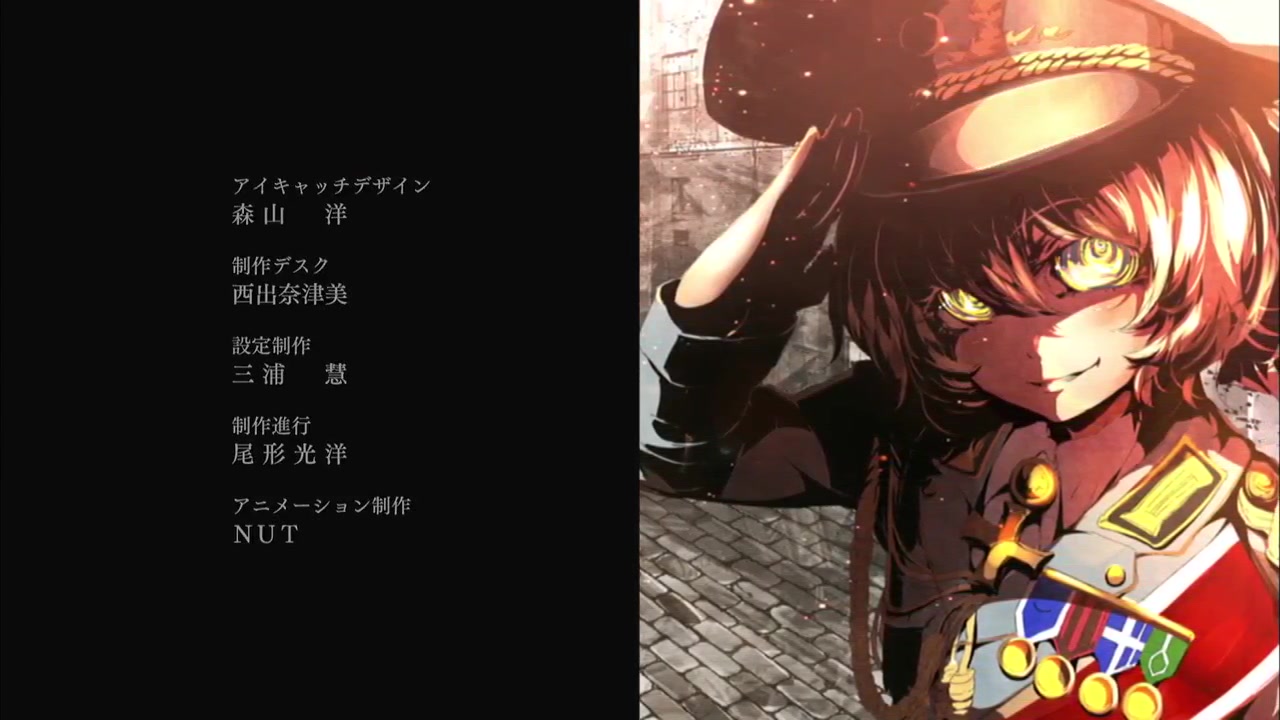 アイキャッチデザイン
森山　洋
制作デスク
西出奈津美
設定制作
三浦　慧
制作進行
尾形光洋
アニメーション制作
NUT